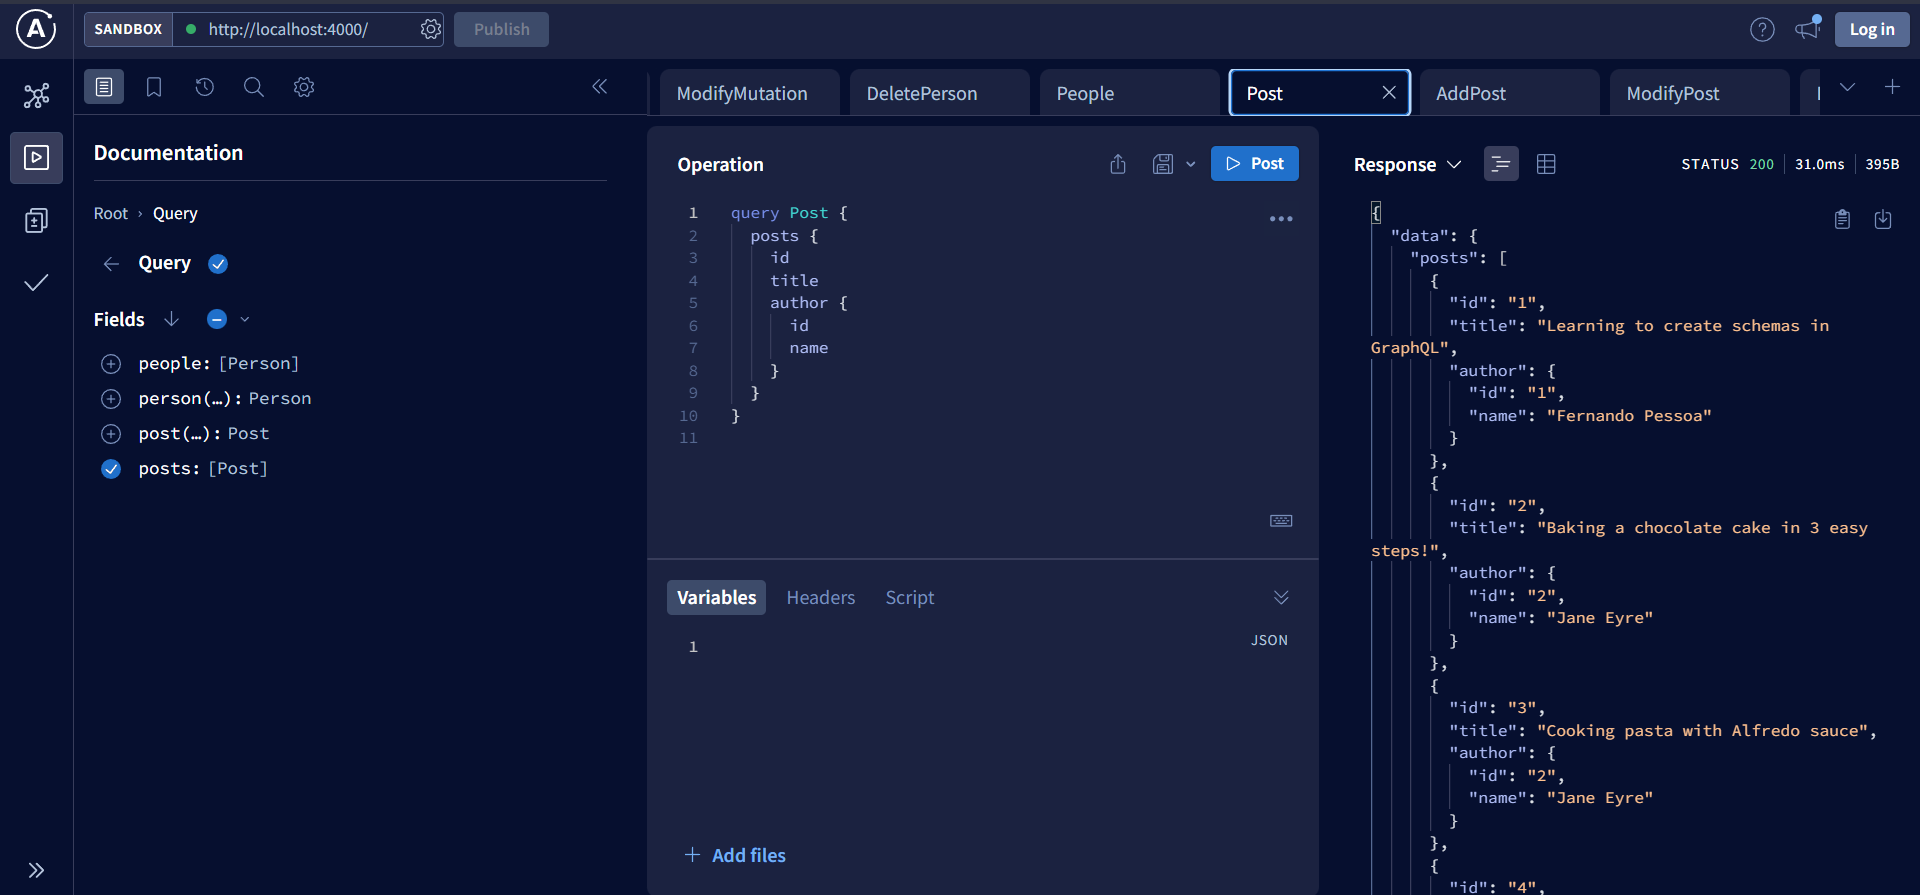 SANDBOX
http://localhost:4000/
Publish
Log in
ModifyMutation
DeletePerson
People
Post
AddPost
ModifyPost
Documentation
Root › Query
Query
Fields
people: [Person]
person(…): Person
post(…): Post
posts: [Post]
Operation
Post
1 query Post {
2 posts {
3 id
4 title
5 author {
6 id
7 name
8 }
9 }
10 }
11
Variables
Headers
Script
1
JSON
+ Add files
Response
STATUS 200
31.0ms
395B
{
"data": {
"posts": [
{
"id": "1",
"title": "Learning to create schemas in
GraphQL",
"author": {
"id": "1",
"name": "Fernando Pessoa"
}
},
{
"id": "2",
"title": "Baking a chocolate cake in 3 easy
steps!",
"author": {
"id": "2",
"name": "Jane Eyre"
}
},
{
"id": "3",
"title": "Cooking pasta with Alfredo sauce",
"author": {
"id": "2",
"name": "Jane Eyre"
}
},
{
"id": "4",